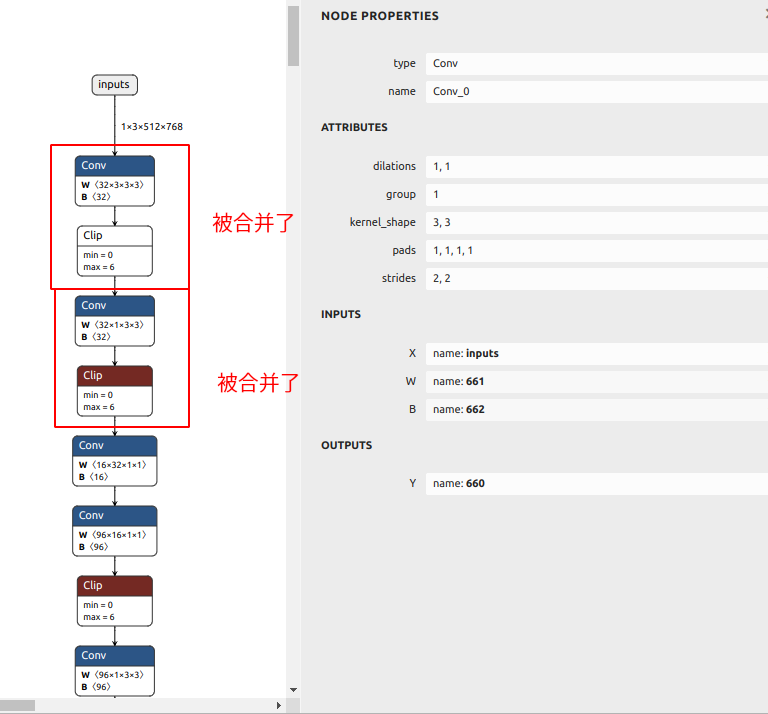 inputs
1×3×512×768
Conv
W 〈32×3×3×3〉
B 〈32〉
Clip
min = 0
max = 6
被合并了
Conv
W 〈32×1×3×3〉
B 〈32〉
Clip
min = 0
max = 6
被合并了
Conv
W 〈16×32×1×1〉
B 〈16〉
Conv
W 〈96×16×1×1〉
B 〈96〉
Clip
min = 0
max = 6
Conv
W 〈96×1×3×3〉
B 〈96〉
NODE PROPERTIES
type Conv
name Conv_0
ATTRIBUTES
dilations 1, 1
group 1
kernel_shape 3, 3
pads 1, 1, 1, 1
strides 2, 2
INPUTS
X name: inputs
W name: 661
B name: 662
OUTPUTS
Y name: 660